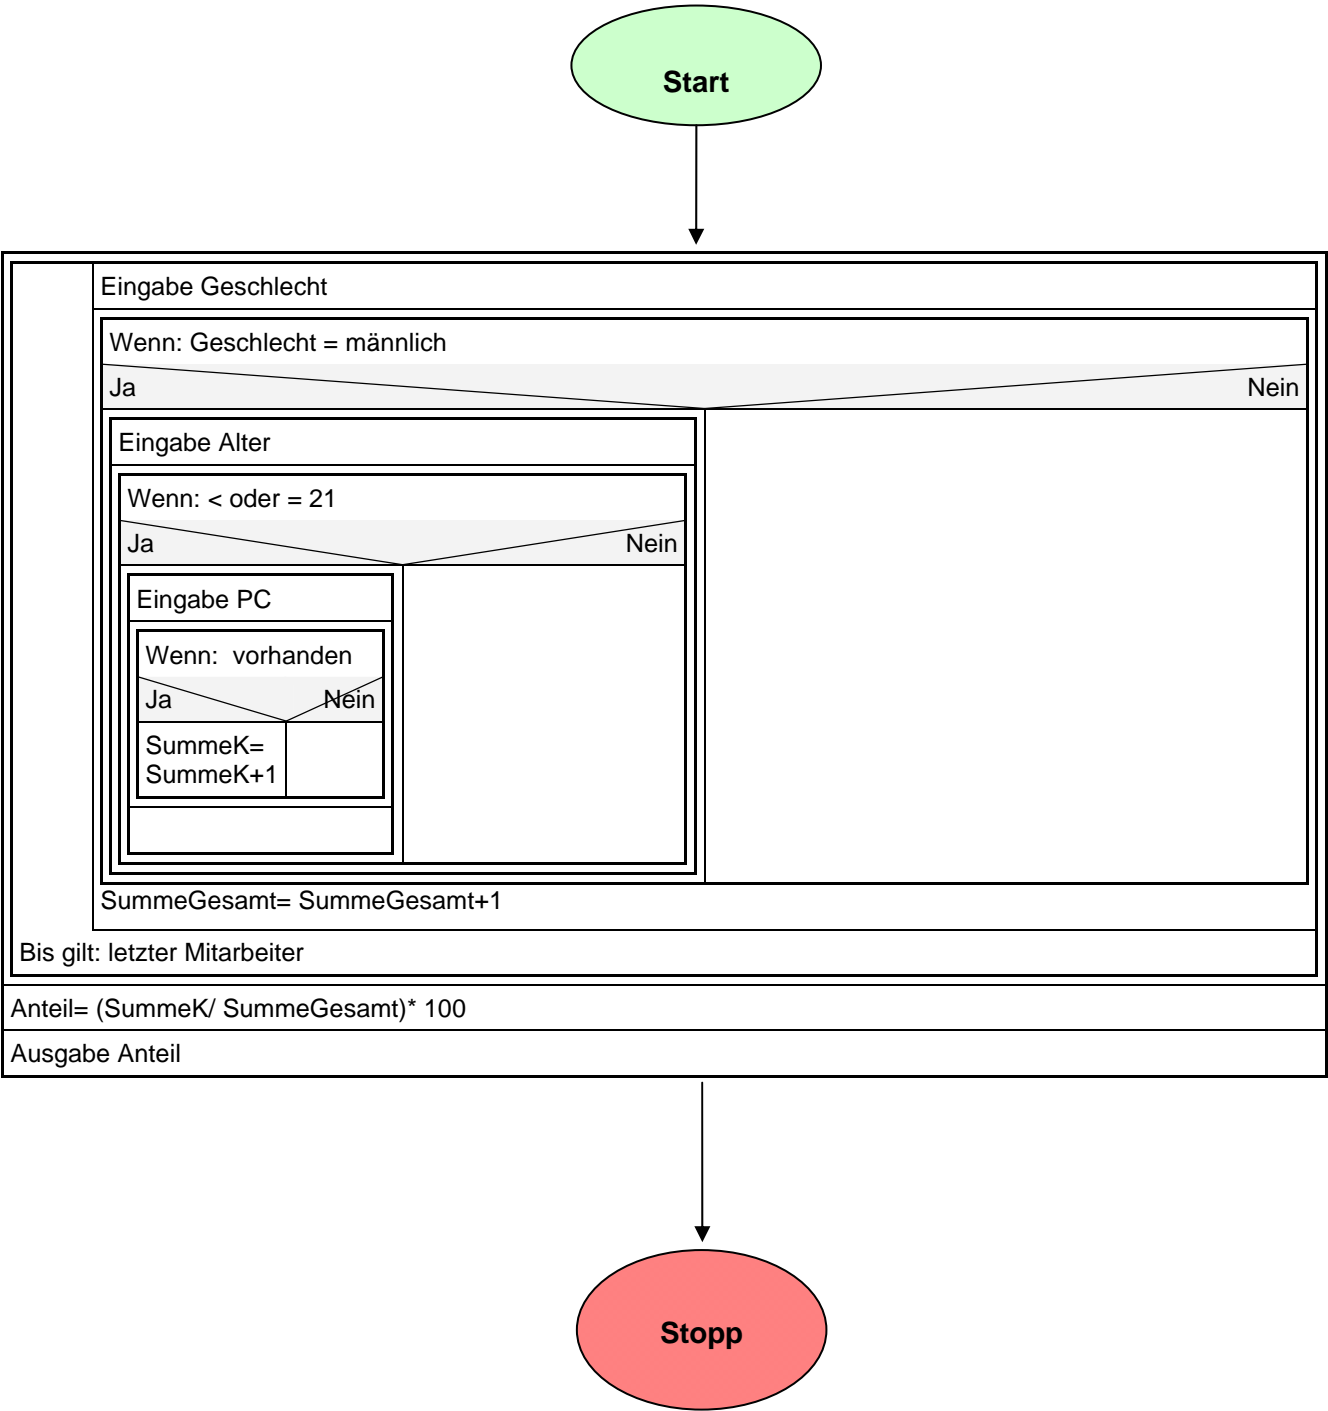 Start
Eingabe Geschlecht
Wenn: Geschlecht = männlich
Ja Nein
Eingabe Alter
Wenn: < oder = 21
Ja Nein
Eingabe PC
Wenn: vorhanden
Ja Nein
SummeK=
SummeK+1
SummeGesamt= SummeGesamt+1
Bis gilt: letzter Mitarbeiter
Anteil= (SummeK/ SummeGesamt)* 100
Ausgabe Anteil
Stopp